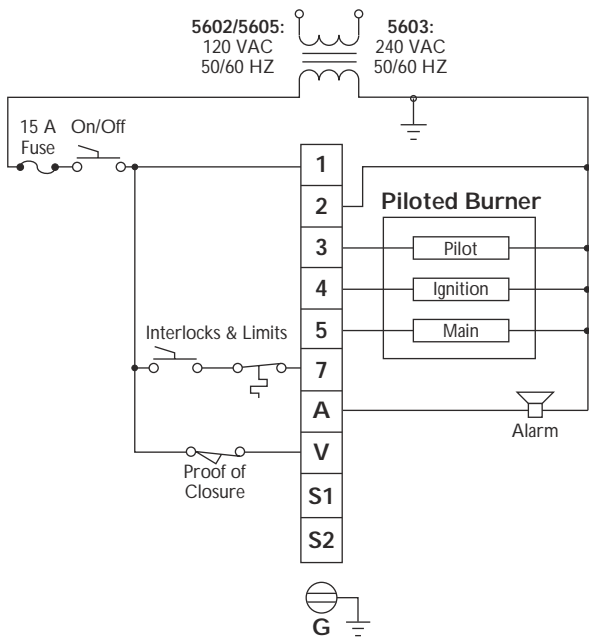 5602/5605:
120 VAC
50/60 HZ
5603:
240 VAC
50/60 HZ
15 A
Fuse
On/Off
1
2
Piloted Burner
3
Pilot
4
Ignition
5
Main
Interlocks & Limits
7
A
Alarm
V
Proof of
Closure
S1
S2
G